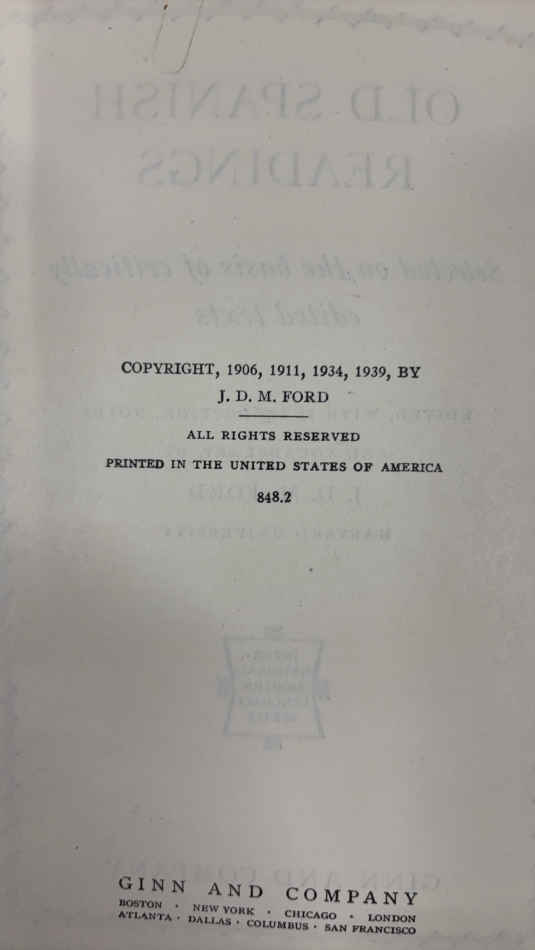 COPYRIGHT, 1906, 1911, 1934, 1939, BY
J. D. M. FORD
ALL RIGHTS RESERVED
PRINTED IN THE UNITED STATES OF AMERICA
848.2
GINN AND COMPANY
BOSTON · NEW YORK · CHICAGO · LONDON
ATLANTA · DALLAS · COLUMBUS · SAN FRANCISCO